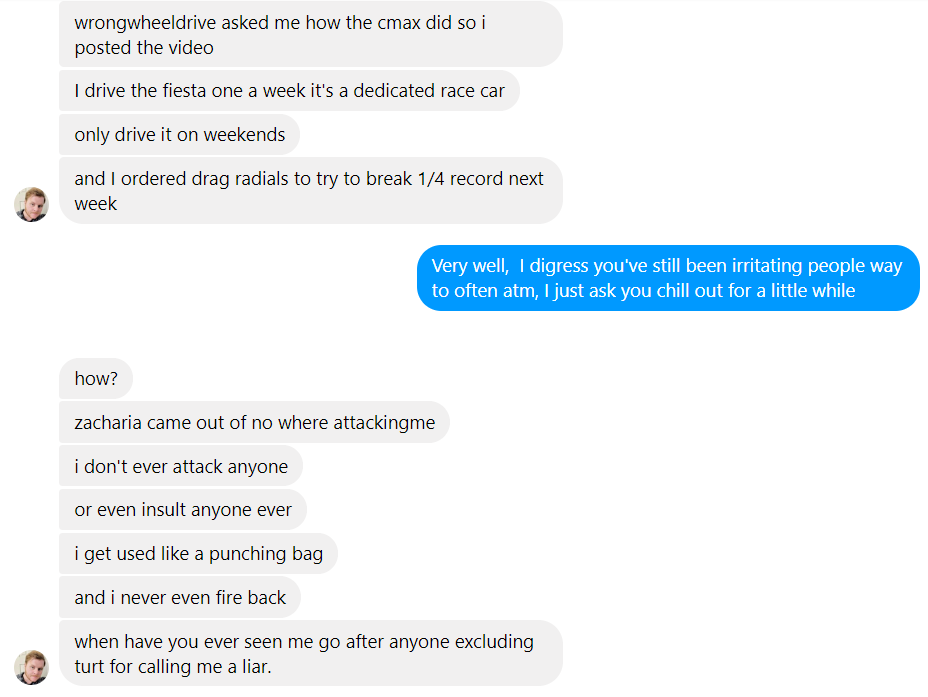 wrongwheeldrive asked me how the cmax did so i
posted the video
I drive the fiesta one a week it's a dedicated race car
only drive it on weekends
and I ordered drag radials to try to break 1/4 record next
week
Very well,  I digress you've still been irritating people way
to often atm, I just ask you chill out for a little while
how?
zacharia came out of no where attackingme
i don't ever attack anyone
or even insult anyone ever
i get used like a punching bag
and i never even fire back
when have you ever seen me go after anyone excluding
turt for calling me a liar.